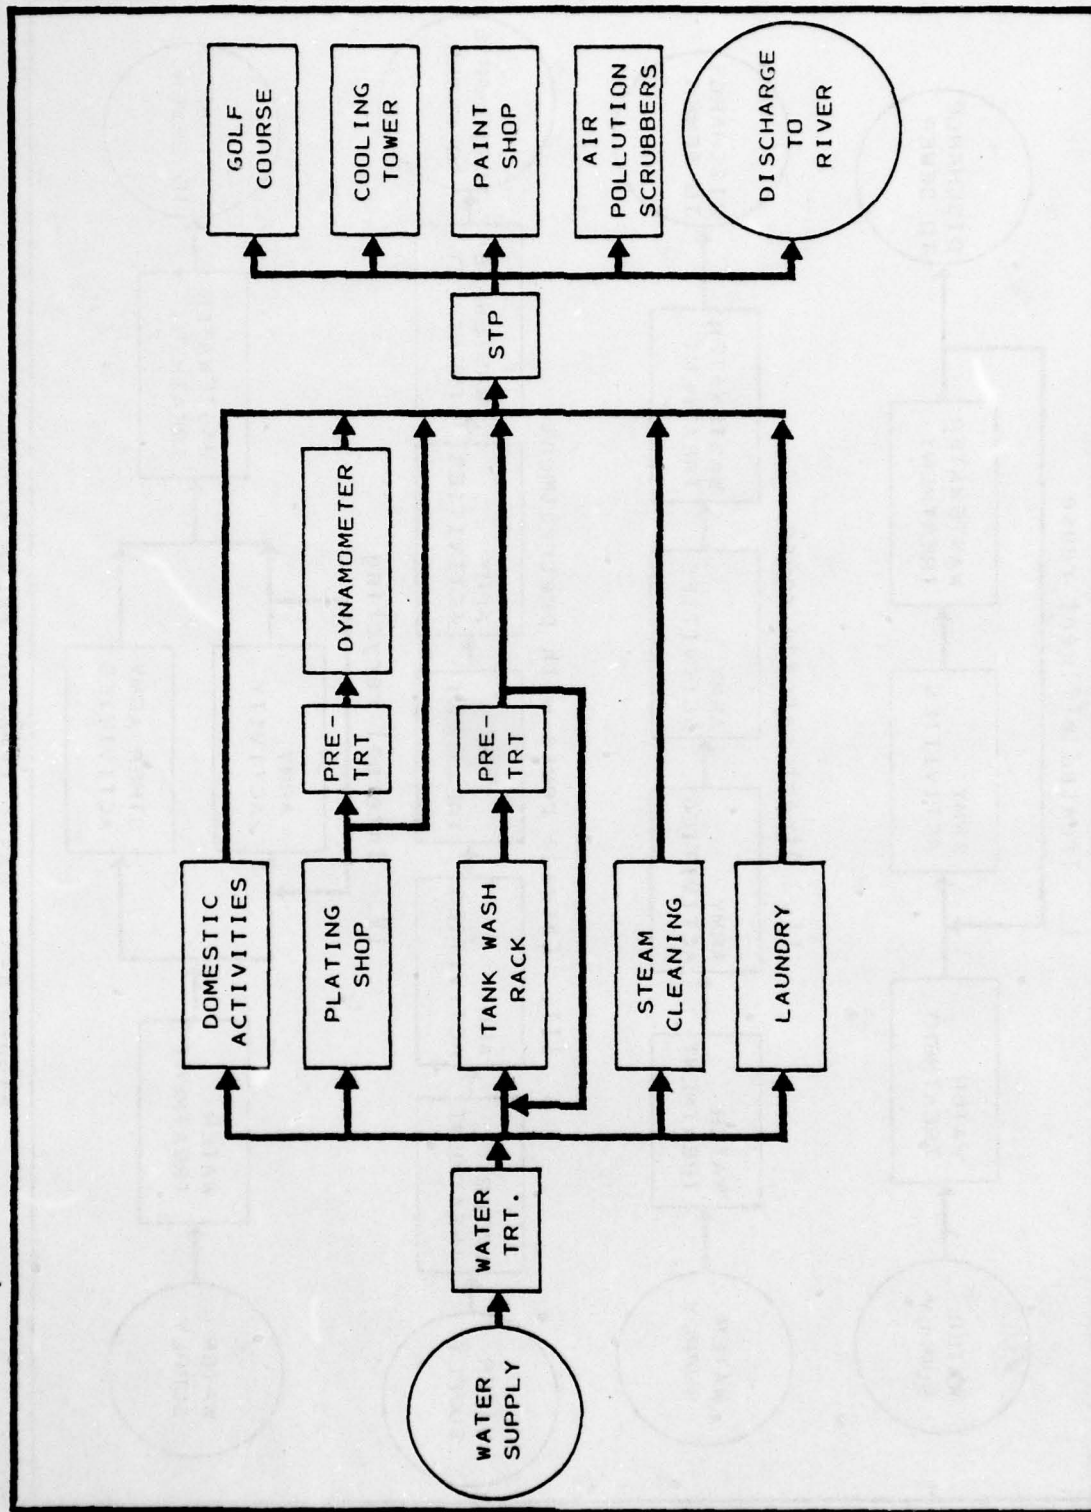 WATER
SUPPLY
WATER
TRT.
DOMESTIC
ACTIVITIES
PLATING
SHOP
TANK WASH
RACK
STEAM
CLEANING
LAUNDRY
PRE-
TRT
DYNAMOMETER
PRE-
TRT
STP
GOLF
COURSE
COOLING
TOWER
PAINT
SHOP
AIR
POLLUTION
SCRUBBERS
DISCHARGE
TO
RIVER